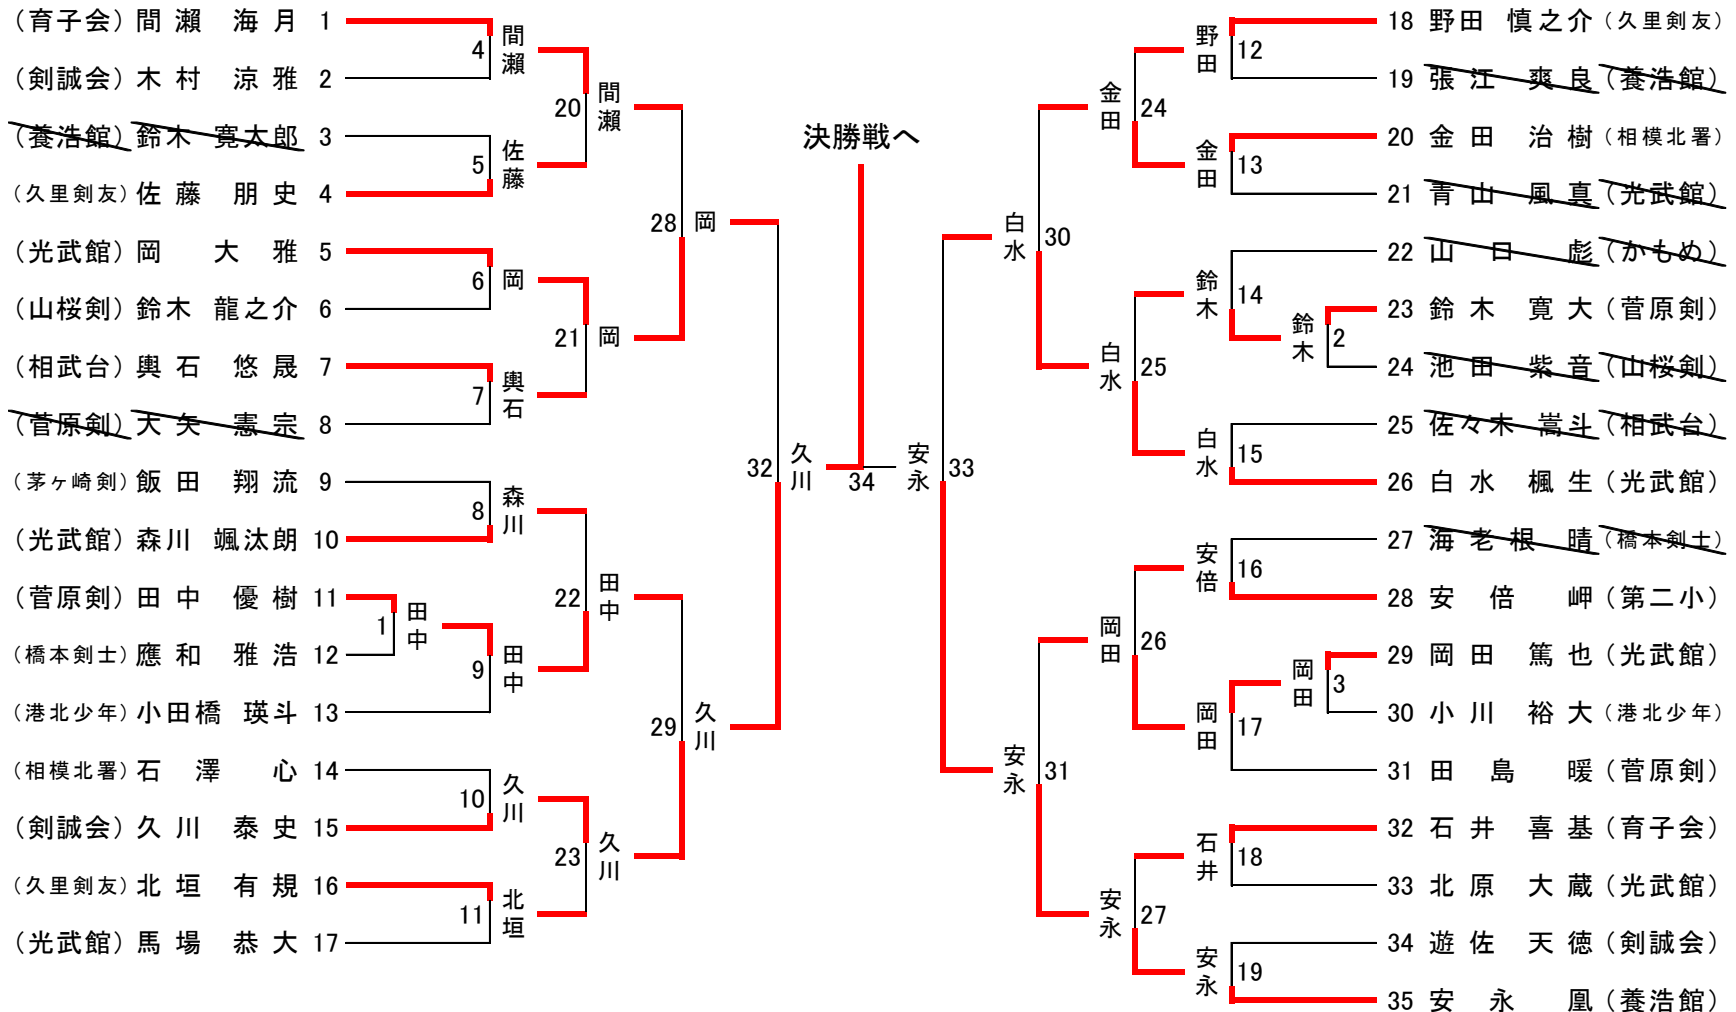 (育子会) 間瀬 海月 1
(剣誠会) 木村 涼雅 2
(養浩館) 鈴木 寛太郎 3
(久里剣友) 佐藤 朋史 4
(光武館) 岡 大雅 5
(山桜剣) 鈴木 龍之介 6
(相武台) 輿石 悠晟 7
(菅原剣) 大矢 憲宗 8
(茅ヶ崎剣) 飯田 翔流 9
(光武館) 森川 颯汰朗 10
(菅原剣) 田中 優樹 11
(橋本剣士) 應和 雅浩 12
(港北少年) 小田橋 瑛斗 13
(相模北署) 石澤 心 14
(剣誠会) 久川 泰史 15
(久里剣友) 北垣 有規 16
(光武館) 馬場 恭大 17
1
田中
4
間瀬
5
佐藤
6
岡
7
輿石
8
森川
9
田中
10
久川
11
北垣
20
間瀬
21
岡
22
田中
23
久川
28
岡
29
久川
32
久川
決勝戦へ
34
安永
33
白水
30
安永
31
金田
24
白水
25
岡田
26
安永
27
野田
12
金田
13
鈴木
14
白水
15
安倍
16
岡田
17
石井
18
安永
19
鈴木
2
岡田
3
18 野田 慎之介 (久里剣友)
19 張江 爽良 (養浩館)
20 金田 治樹 (相模北署)
21 青山 風真 (光武館)
22 山口 彪 (かもめ)
23 鈴木 寛大 (菅原剣)
24 池田 紫音 (山桜剣)
25 佐々木 嵩斗 (相武台)
26 白水 楓生 (光武館)
27 海老根 晴 (橋本剣士)
28 安倍 岬 (第二小)
29 岡田 篤也 (光武館)
30 小川 裕大 (港北少年)
31 田島 暖 (菅原剣)
32 石井 喜基 (育子会)
33 北原 大蔵 (光武館)
34 遊佐 天徳 (剣誠会)
35 安永 凰 (養浩館)